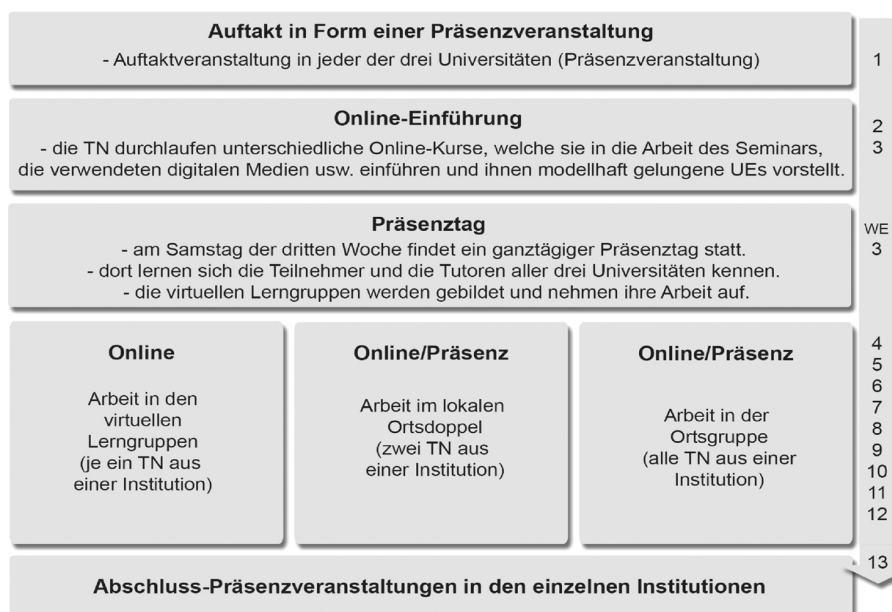 Auftakt in Form einer Präsenzveranstaltung
- Auftaktveranstaltung in jeder der drei Universitäten (Präsenzveranstaltung)
1
Online-Einführung
- die TN durchlaufen unterschiedliche Online-Kurse, welche sie in die Arbeit des Seminars,
die verwendeten digitalen Medien usw. einführen und ihnen modellhaft gelungene UEs vorstellt.
2
3
Präsenztag
- am Samstag der dritten Woche findet ein ganztägiger Präsenztag statt.
- dort lernen sich die Teilnehmer und die Tutoren aller drei Universitäten kennen.
- die virtuellen Lerngruppen werden gebildet und nehmen ihre Arbeit auf.
WE
3
Online
Arbeit in den
virtuellen
Lerngruppen
(je ein TN aus
einer Institution)
Online/Präsenz
Arbeit im lokalen
Ortsdoppel
(zwei TN aus
einer Institution)
Online/Präsenz
Arbeit in der
Ortsgruppe
(alle TN aus einer
Institution)
4
5
6
7
8
9
10
11
12
13
Abschluss-Präsenzveranstaltungen in den einzelnen Institutionen